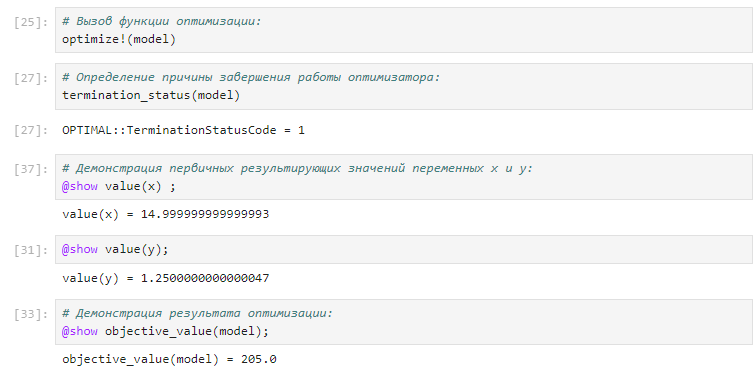 [25]: # Вызов функции оптимизации:
optimize!(model)
[27]: # Определение причины завершения работы оптимизатора:
termination_status(model)
[27]: OPTIMAL::TerminationStatusCode = 1
[37]: # Демонстрация первичных результирующих значений переменных x и y:
@show value(x) ;
value(x) = 14.999999999999993
[31]: @show value(y);
value(y) = 1.2500000000000047
[33]: # Демонстрация результата оптимизации:
@show objective_value(model);
objective_value(model) = 205.0